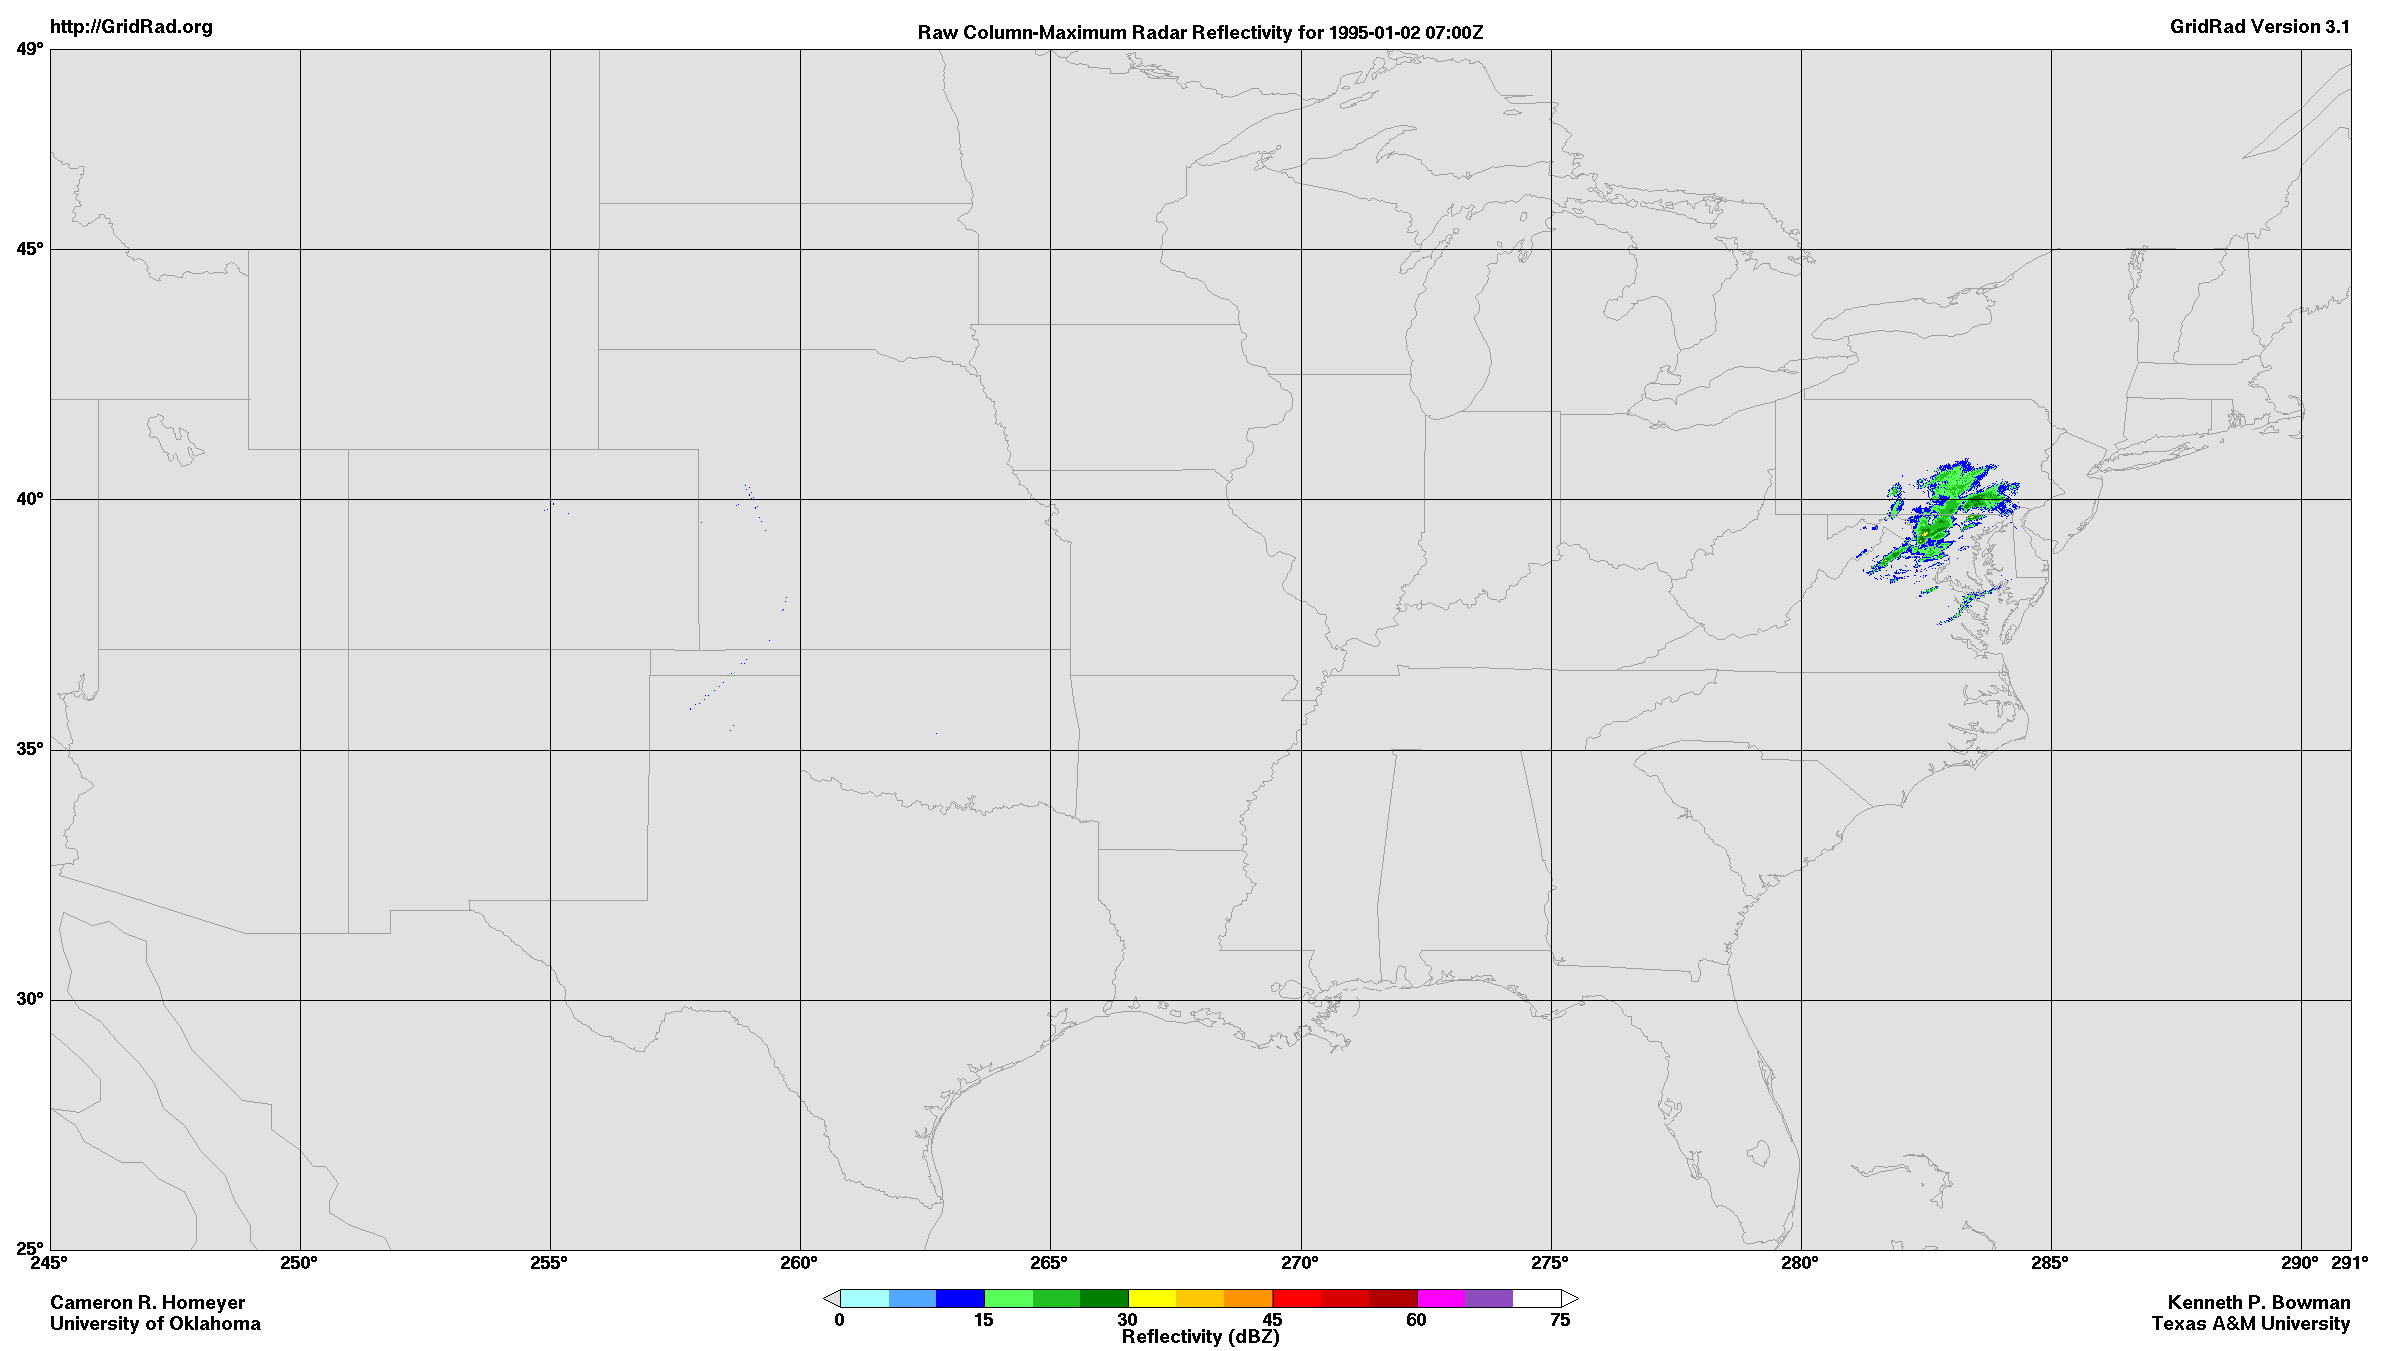 http://GridRad.org
Raw Column-Maximum Radar Reflectivity for 1995-01-02 07:00Z
GridRad Version 3.1
49°
45°
40°
35°
30°
25°
245° 250° 255° 260° 265° 270° 275° 280° 285° 290° 291°
Cameron R. Homeyer
University of Oklahoma
0 15 30 45 60 75
Reflectivity (dBZ)
Kenneth P. Bowman
Texas A&M University